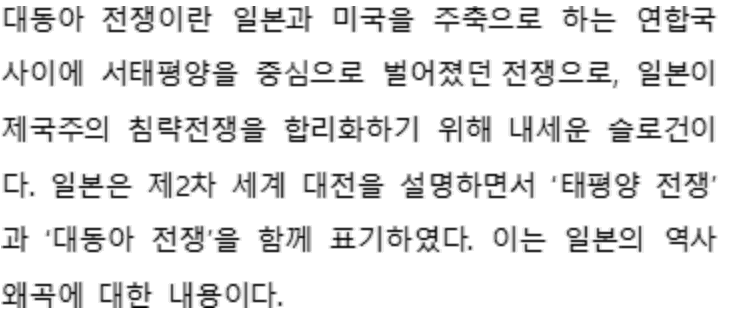 대동아 전쟁이란 일본과 미국을 주축으로 하는 연합국
사이에 서태평양을 중심으로 벌어졌던 전쟁으로, 일본이
제국주의 침략전쟁을 합리화하기 위해 내세운 슬로건이
다. 일본은 제2차 세계 대전을 설명하면서 ‘태평양 전쟁’
과 ‘대동아 전쟁’을 함께 표기하였다. 이는 일본의 역사
왜곡에 대한 내용이다.